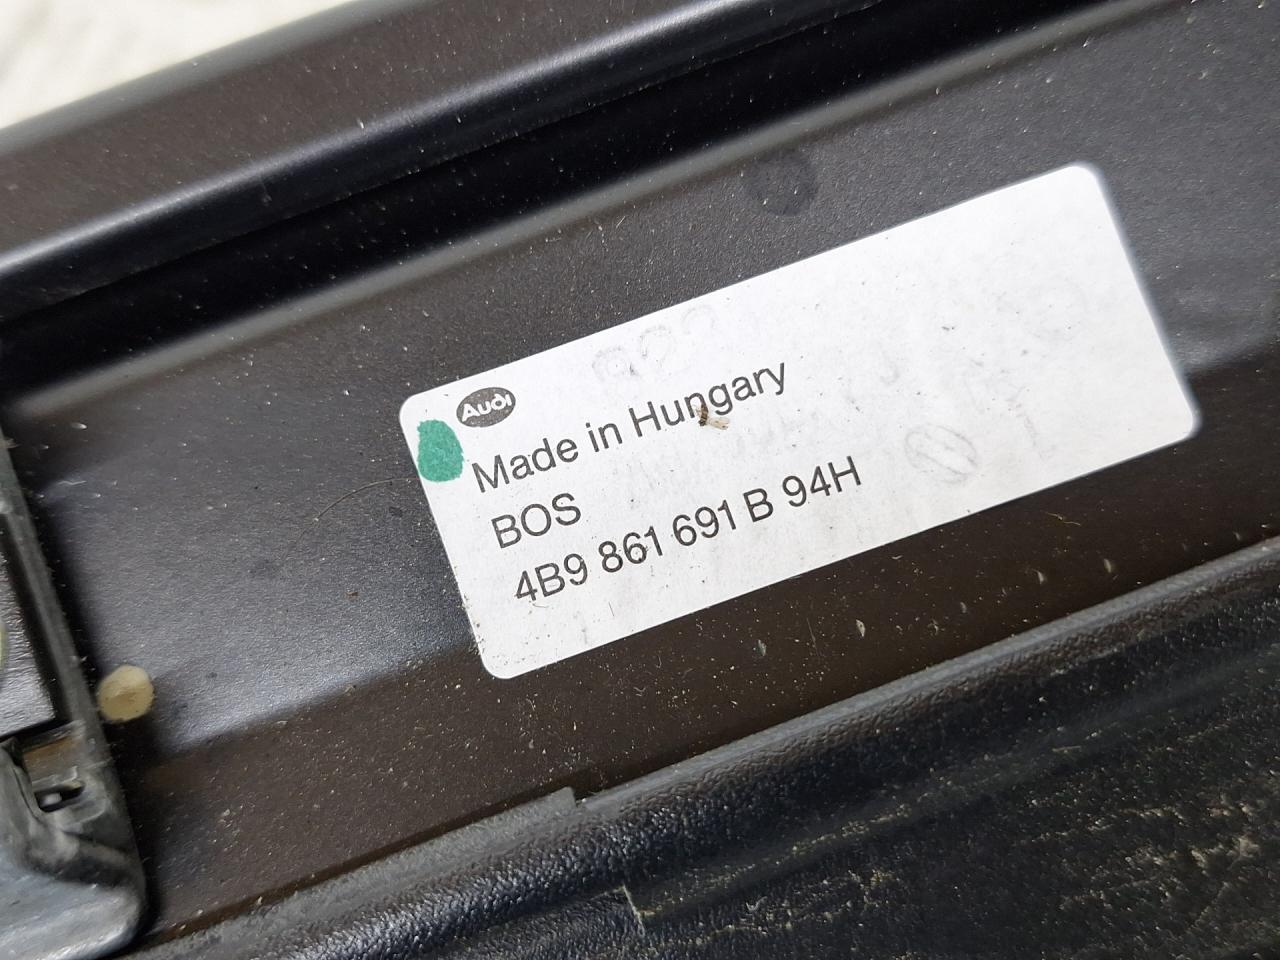 Audi
Made in Hungary
BOS
4B9 861 691 B 94H